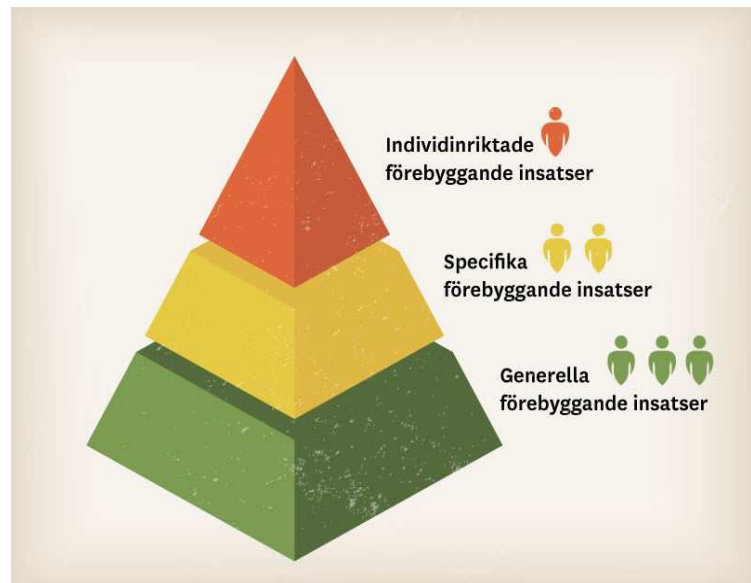 Individinriktade
förebyggande insatser
Specifika
förebyggande insatser
Generella
förebyggande insatser